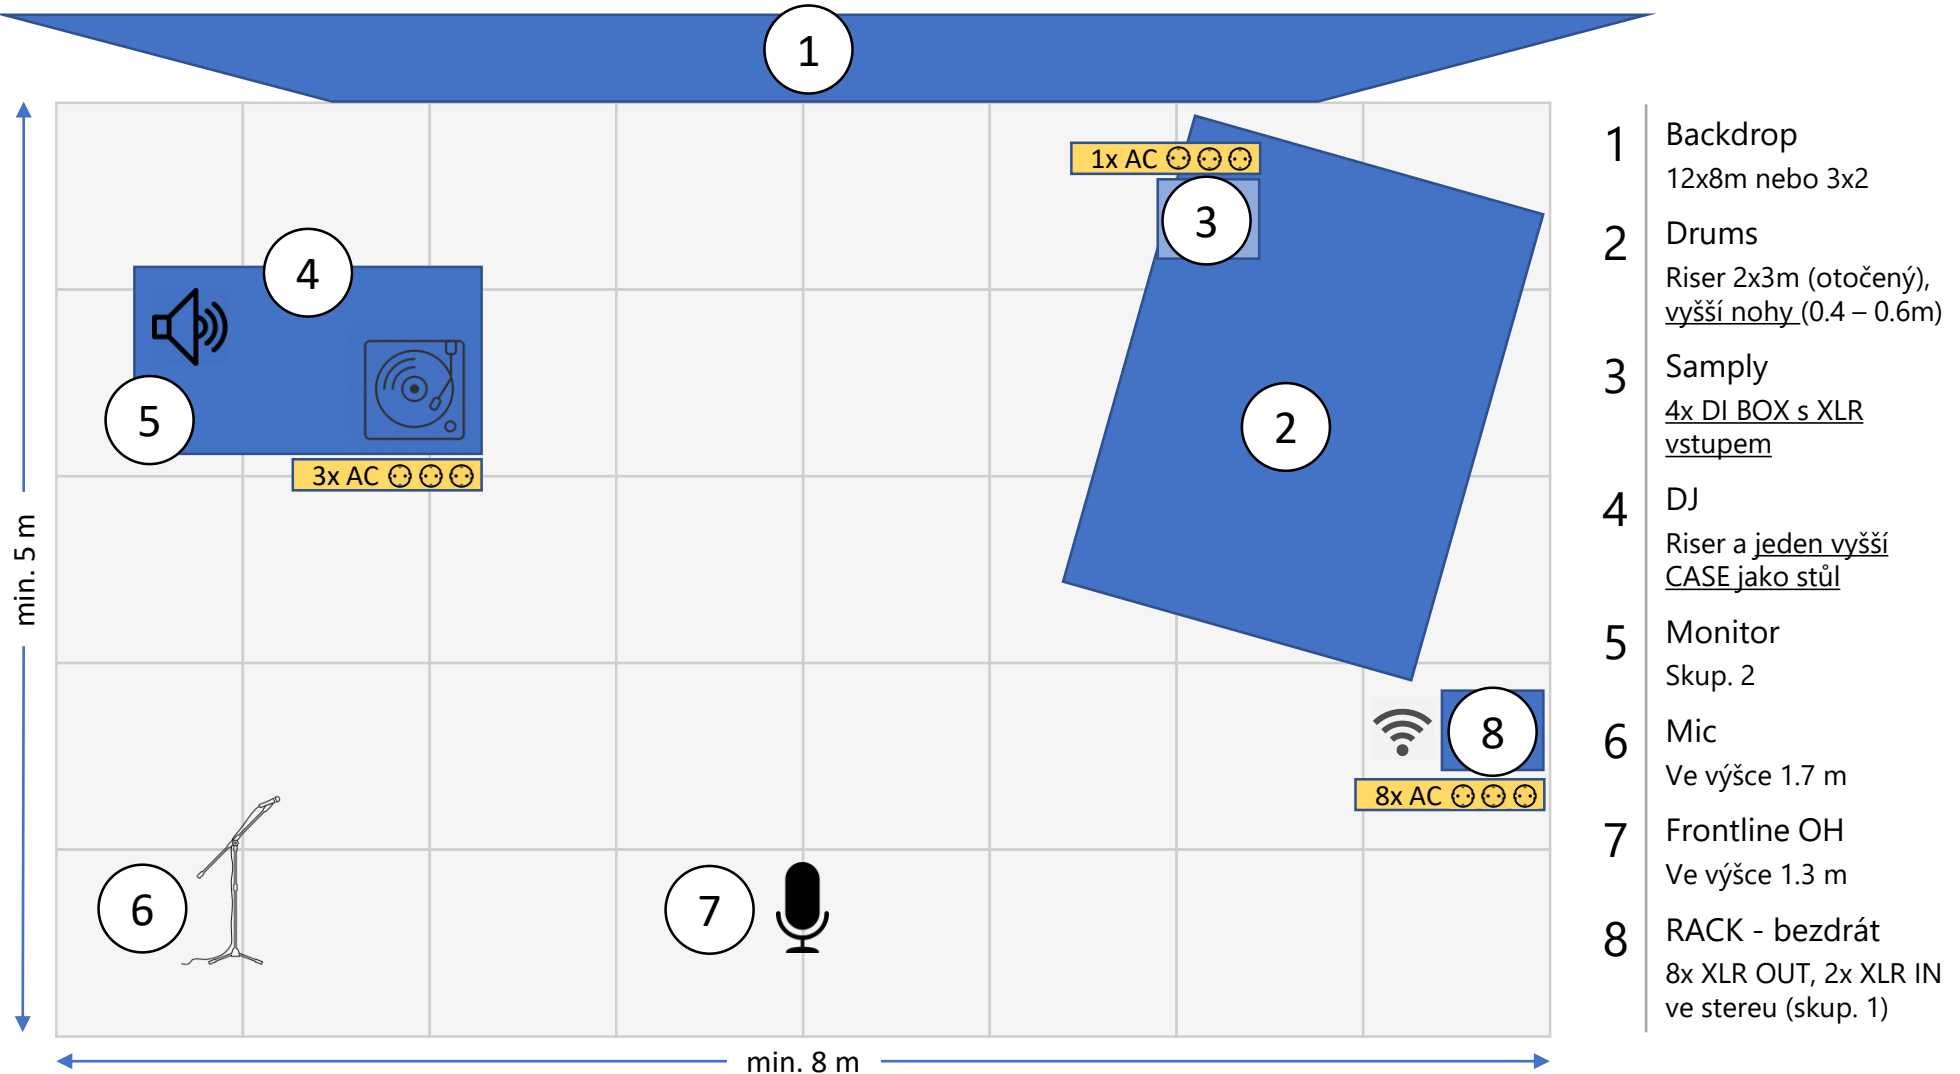 1
1x AC
3
4
2
5
3x AC
8
8x AC
6
7
min. 5 m
min. 8 m
1 Backdrop
12x8m nebo 3x2
2 Drums
Riser 2x3m (otočený),
vyšší nohy (0.4 – 0.6m)
3 Samply
4x DI BOX s XLR
vstupem
4 DJ
Riser a jeden vyšší
CASE jako stůl
5 Monitor
Skup. 2
6 Mic
Ve výšce 1.7 m
7 Frontline OH
Ve výšce 1.3 m
8 RACK - bezdrát
8x XLR OUT, 2x XLR IN
ve stereu (skup. 1)